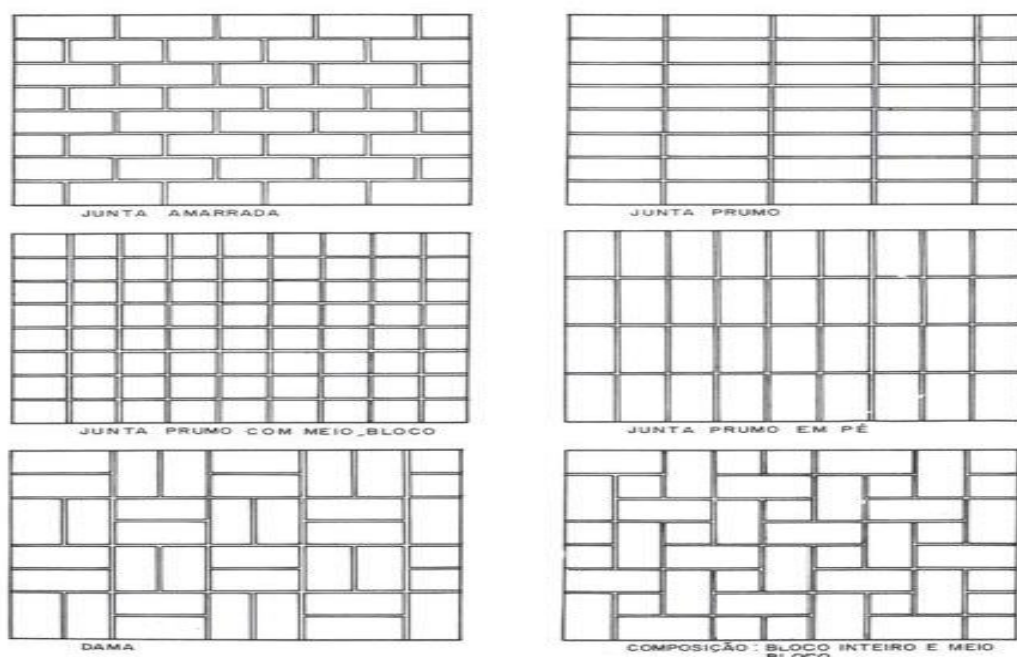 JUNTA AMARRADA
JUNTA PRUMO
JUNTA PRUMO COM MEIO_BLOCO
JUNTA PRUMO EM PÉ
DAMA
COMPOSIÇÃO: BLOCO INTEIRO E MEIO
BLOCO